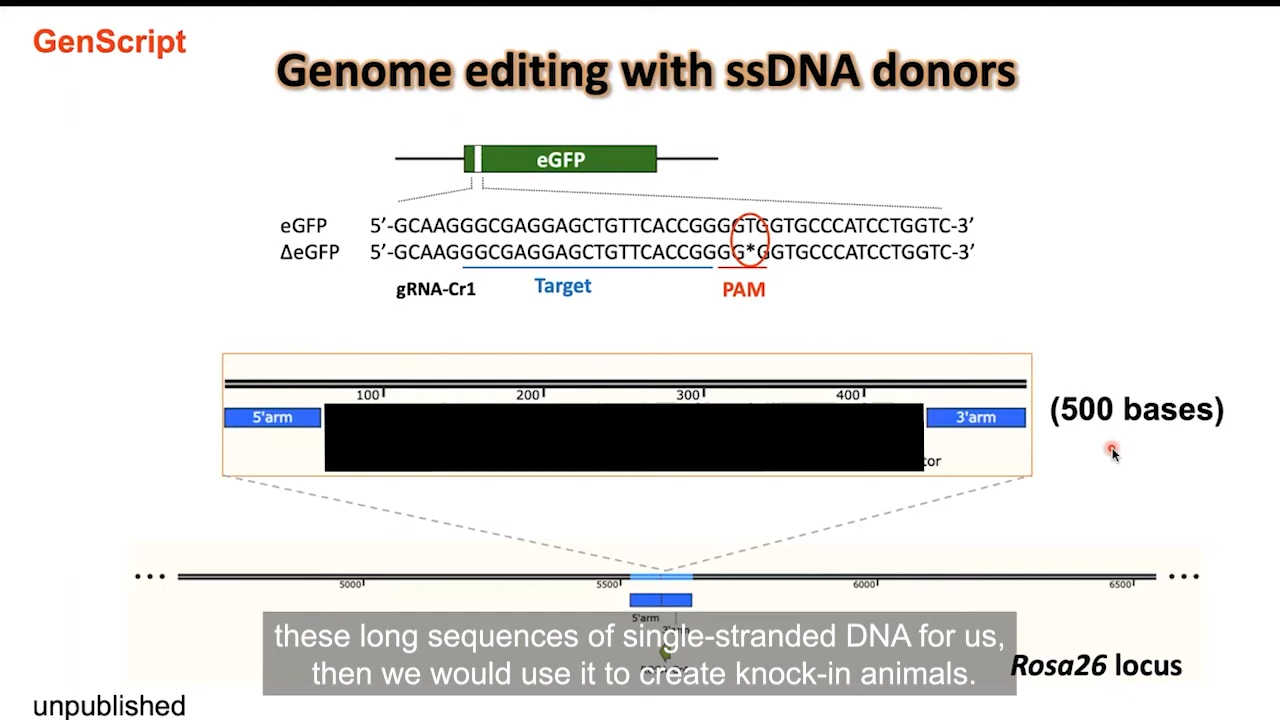 GenScript
Genome editing with ssDNA donors
eGFP
eGFP 5’-GCAAGGGCGAGGAGCTGTTCACCGGGGTGGTGCCCATCCTGGTC-3’
ΔeGFP 5’-GCAAGGGCGAGGAGCTGTTCACCGGGG*GGTGCCCATCCTGGTC-3’
gRNA-Cr1 Target PAM
100 200 300 400
5'arm 3'arm
(500 bases)
tor
5000 5500 6000 6500
5'arm
these long sequences of single-stranded DNA for us,
then we would use it to create knock-in animals.
Rosa26 locus
unpublished